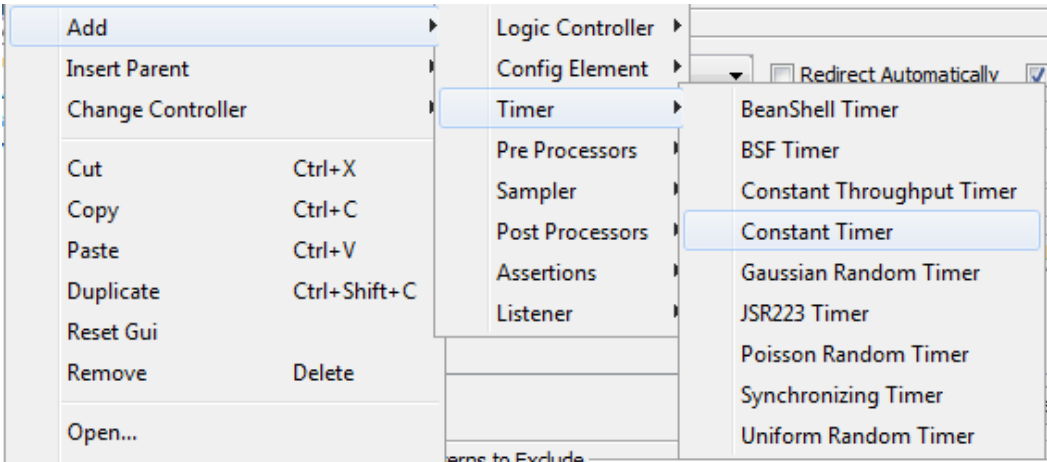 Add
Insert Parent
Change Controller
Cut Ctrl+X
Copy Ctrl+C
Paste Ctrl+V
Duplicate Ctrl+Shift+C
Reset Gui
Remove Delete
Open...
Logic Controller
Config Element
Timer
Pre Processors
Sampler
Post Processors
Assertions
Listener
Redirect Automatically
BeanShell Timer
BSF Timer
Constant Throughput Timer
Constant Timer
Gaussian Random Timer
JSR223 Timer
Poisson Random Timer
Synchronizing Timer
Uniform Random Timer
to Exclude